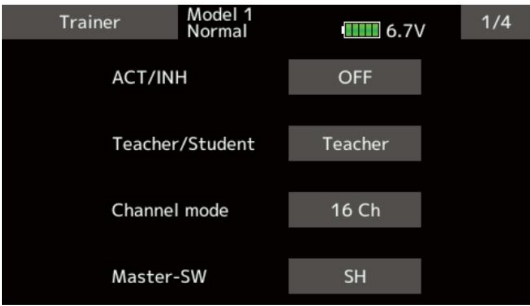 Trainer
Model 1
Normal
6.7V
1/4
ACT/INH OFF
Teacher/Student Teacher
Channel mode 16 Ch
Master-SW SH